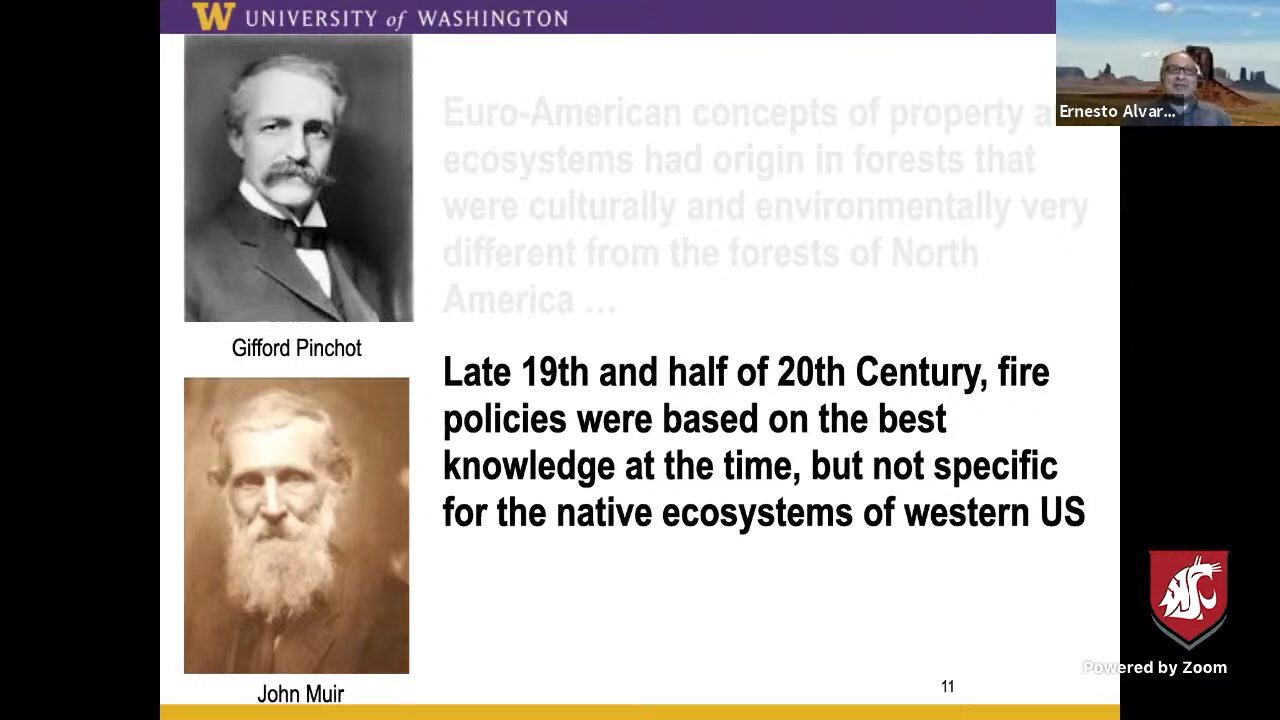 UNIVERSITY of WASHINGTON
Ernesto Alvar...
Euro-American concepts of property a
ecosystems had origin in forests that
were culturally and environmentally very
different from the forests of North
America ...
Gifford Pinchot
Late 19th and half of 20th Century, fire
policies were based on the best
knowledge at the time, but not specific
for the native ecosystems of western US
John Muir
11
Powered by Zoom